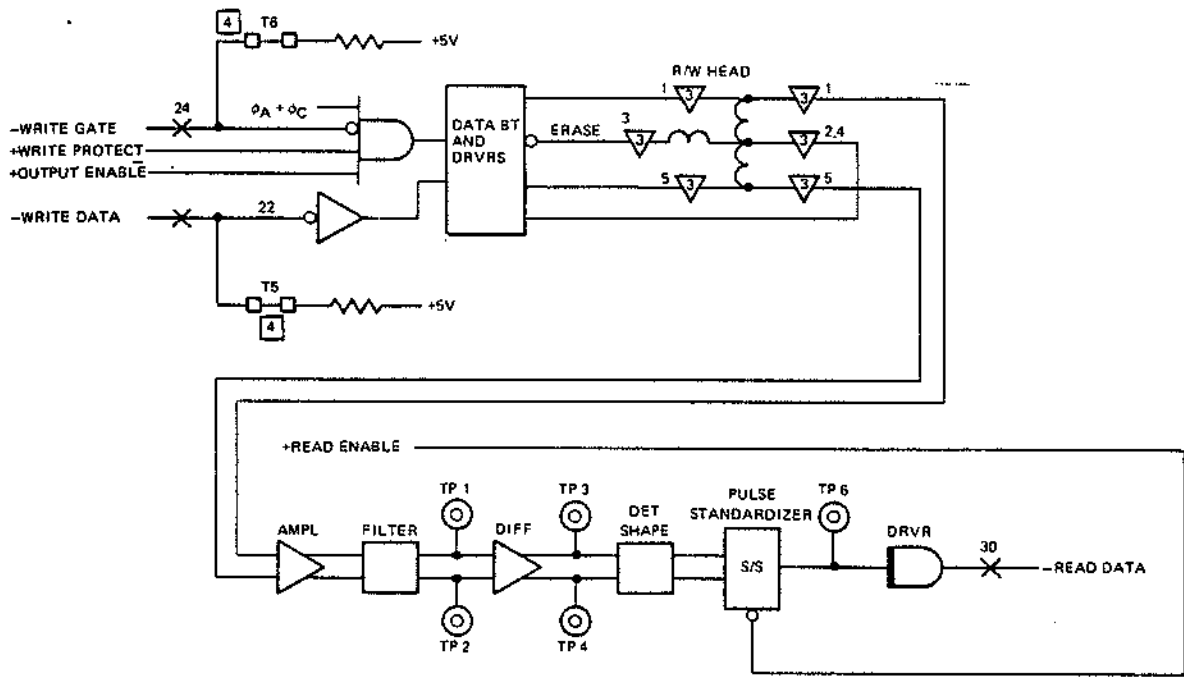 4
T6
+5V
R/W HEAD
24
ɸA + ɸC
1
3
3
1
−WRITE GATE
DATA BT
AND
DRVRS
ERASE
3
3
3
2,4
+WRITE PROTECT
+OUTPUT ENABLE
5
3
3
5
−WRITE DATA
22
T5
4
+5V
+READ ENABLE
TP 1
TP 3
PULSE
STANDARDIZER
TP 6
AMPL
FILTER
DIFF
DET
SHAPE
DRVR
S/S
30
−READ DATA
TP 2
TP 4